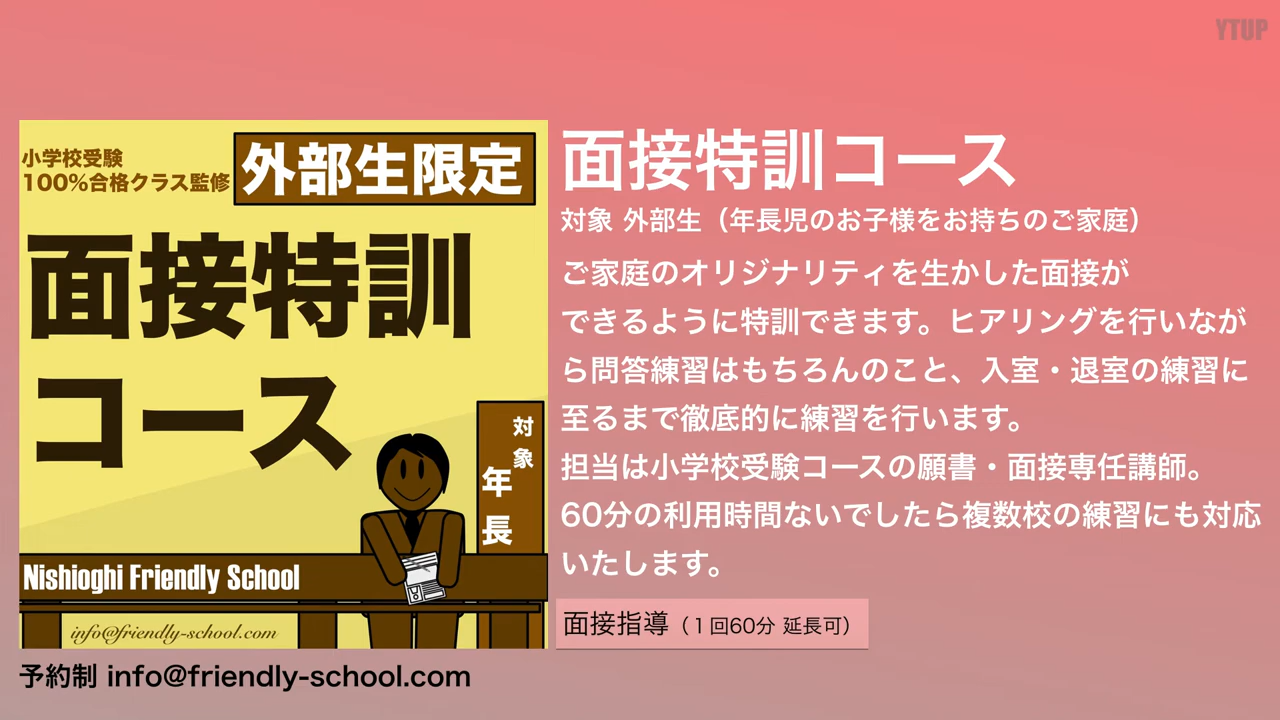 YTUP
小学校受験
100%合格クラス監修
外部生限定
面接特訓
コース
対象
年長
Nishioghi Friendly School
info@friendly-school.com
面接特訓コース
対象 外部生（年長児のお子様をお持ちのご家庭）
ご家庭のオリジナリティを生かした面接が
できるように特訓できます。ヒアリングを行いなが
ら問答練習はもちろんのこと、入室・退室の練習に
至るまで徹底的に練習を行います。
担当は小学校受験コースの願書・面接専任講師。
60分の利用時間ないでしたら複数校の練習にも対応
いたします。
面接指導（１回60分 延長可）
予約制 info@friendly-school.com